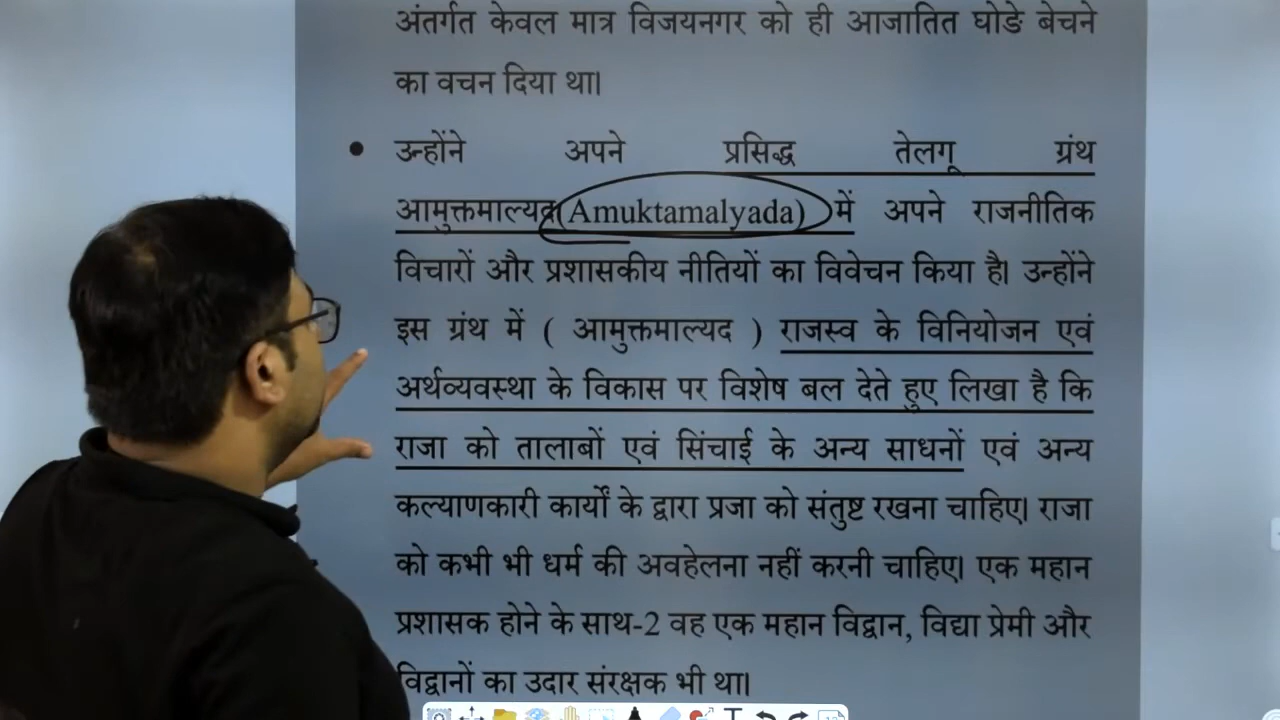 अंतर्गत केवल मात्र विजयनगर को ही आजातित घोङे बेचने
का वचन दिया था।
• उन्होंने अपने प्रसिद्ध तेलगू ग्रंथ
आमुक्तमाल्यद(Amuktamalyada) में अपने राजनीतिक
विचारों और प्रशासकीय नीतियों का विवेचन किया है। उन्होंने
इस ग्रंथ में ( आमुक्तमाल्यद ) राजस्व के विनियोजन एवं
अर्थव्यवस्था के विकास पर विशेष बल देते हुए लिखा है कि
राजा को तालाबों एवं सिंचाई के अन्य साधनों एवं अन्य
कल्याणकारी कार्यों के द्वारा प्रजा को संतुष्ट रखना चाहिए। राजा
को कभी भी धर्म की अवहेलना नहीं करनी चाहिए। एक महान
प्रशासक होने के साथ-2 वह एक महान विद्वान, विद्या प्रेमी और
विद्वानों का उदार संरक्षक भी था।